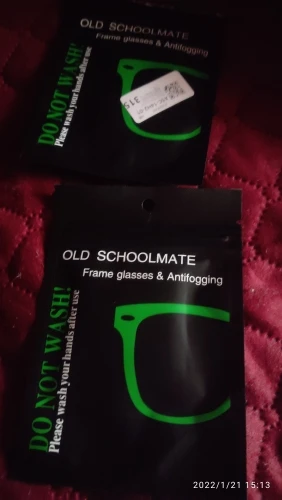 OLD SCHOOLMATE
Frame glasses & Antifogging
DO NOT WASH!
Please wash your hands after use
OLD SCHOOLMATE
Frame glasses & Antifogging
DO NOT WASH!
Please wash your hands after use
2022/1/21 15:13